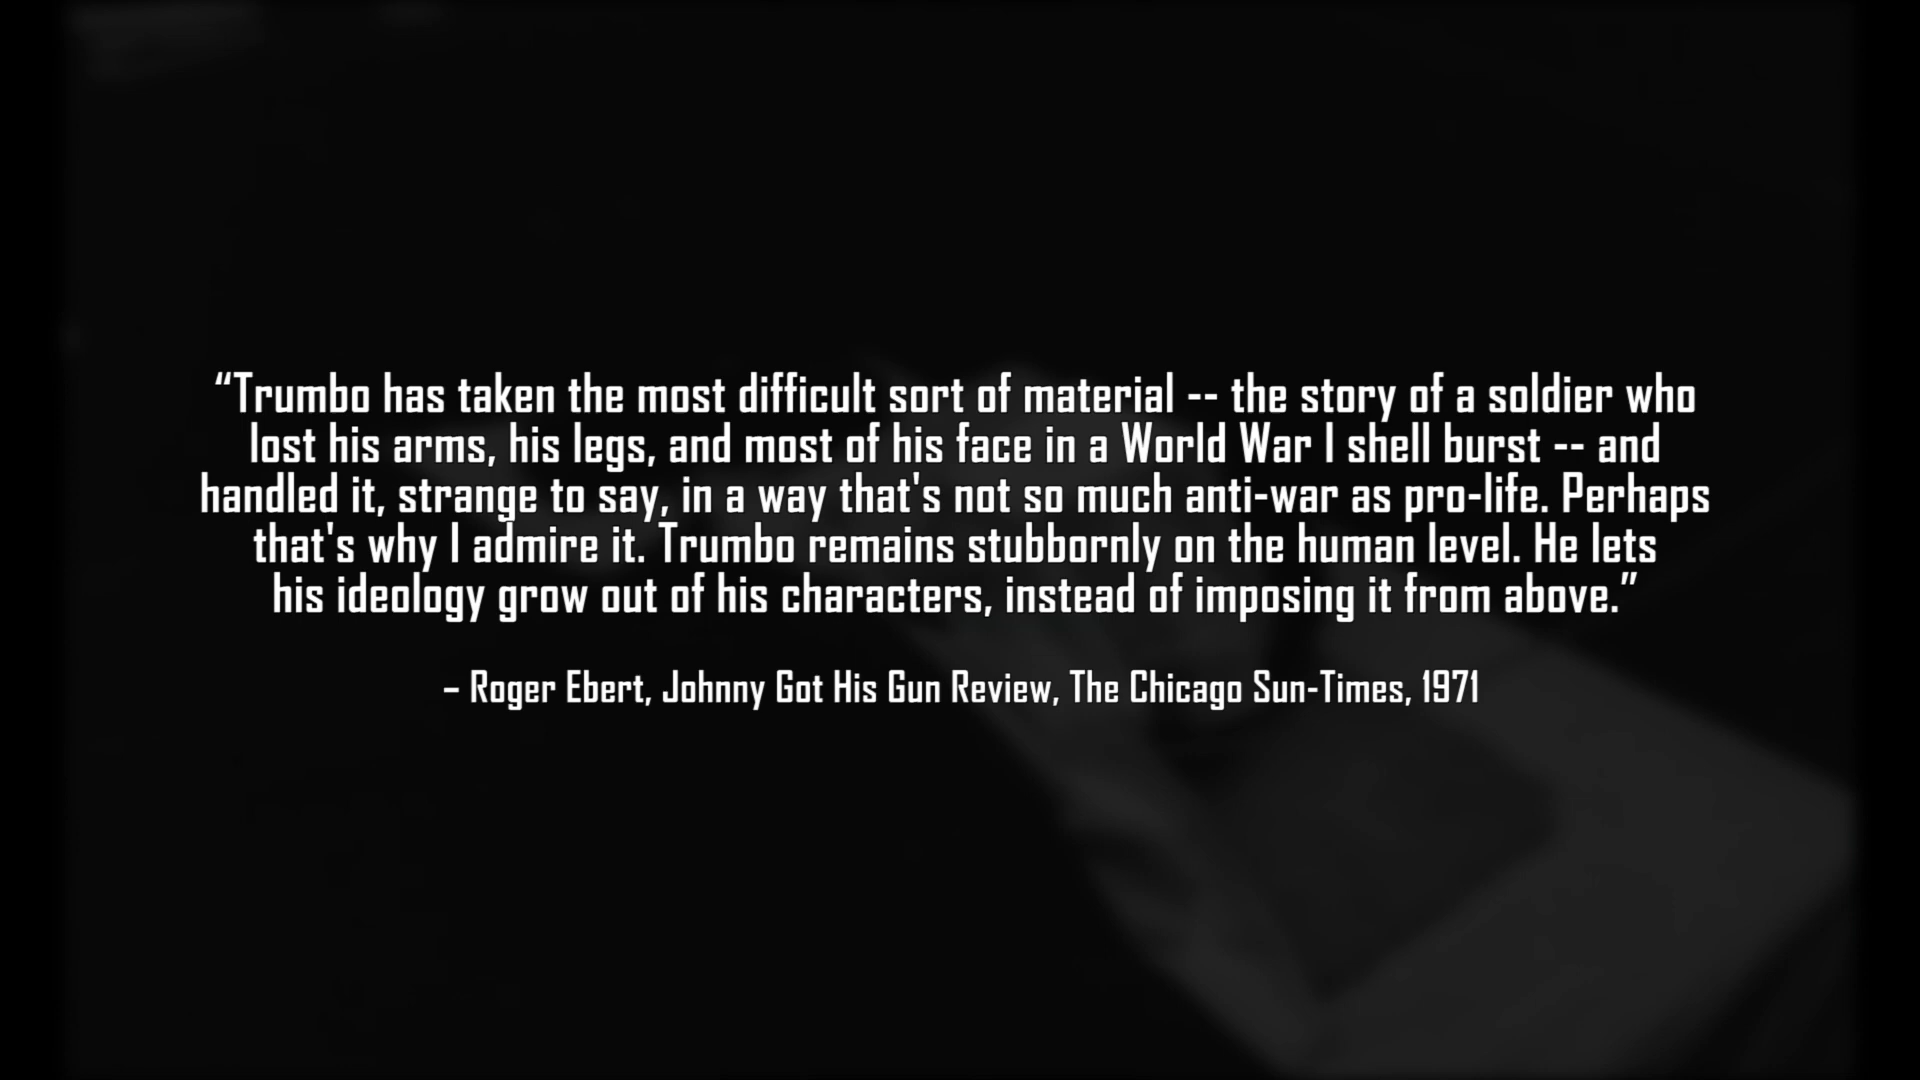 “Trumbo has taken the most difficult sort of material -- the story of a soldier who
lost his arms, his legs, and most of his face in a World War I shell burst -- and
handled it, strange to say, in a way that's not so much anti-war as pro-life. Perhaps
that's why I admire it. Trumbo remains stubbornly on the human level. He lets
his ideology grow out of his characters, instead of imposing it from above.”
– Roger Ebert, Johnny Got His Gun Review, The Chicago Sun-Times, 1971